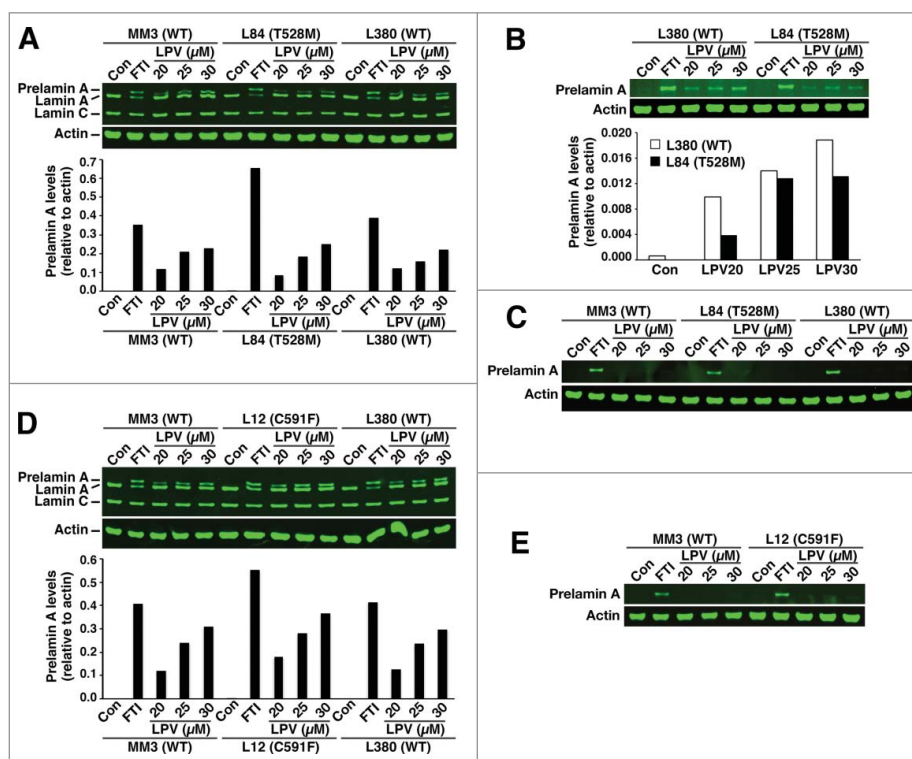 A
MM3 (WT) L84 (T528M) L380 (WT)
LPV (µM) LPV (µM) LPV (µM)
Con FTI 20 25 30 Con FTI 20 25 30 Con FTI 20 25 30
Prelamin A
Lamin A
Lamin C
Actin
Prelamin A levels
(relative to actin)
0.7
0.6
0.5
0.4
0.3
0.2
0.1
0.0
Con FTI 20 25 30 Con FTI 20 25 30 Con FTI 20 25 30
LPV (µM) LPV (µM) LPV (µM)
MM3 (WT) L84 (T528M) L380 (WT)
B
L380 (WT) L84 (T528M)
LPV (µM) LPV (µM)
Con FTI 20 25 30 Con FTI 20 25 30
Prelamin A
Actin
Prelamin A levels
(relative to actin)
0.020
0.016
0.012
0.008
0.004
0.000
L380 (WT)
L84 (T528M)
Con LPV20 LPV25 LPV30
C
MM3 (WT) L84 (T528M) L380 (WT)
LPV (µM) LPV (µM) LPV (µM)
Con FTI 20 25 30 Con FTI 20 25 30 Con FTI 20 25 30
Prelamin A
Actin
D
MM3 (WT) L12 (C591F) L380 (WT)
LPV (µM) LPV (µM) LPV (µM)
Con FTI 20 25 30 Con FTI 20 25 30 Con FTI 20 25 30
Prelamin A
Lamin A
Lamin C
Actin
Prelamin A levels
(relative to actin)
0.6
0.5
0.4
0.3
0.2
0.1
0.0
Con FTI 20 25 30 Con FTI 20 25 30 Con FTI 20 25 30
LPV (µM) LPV (µM) LPV (µM)
MM3 (WT) L12 (C591F) L380 (WT)
E
MM3 (WT) L12 (C591F)
LPV (µM) LPV (µM)
Con FTI 20 25 30 Con FTI 20 25 30
Prelamin A
Actin